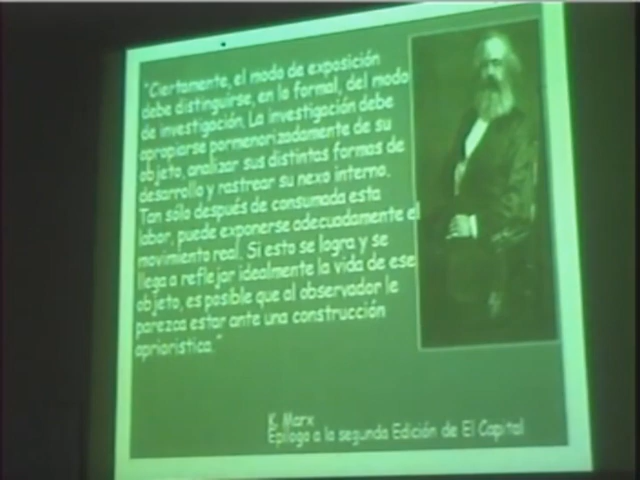 "Ciertamente, el modo de exposición
debe distinguirse, en lo formal, del modo
de investigación. La investigación debe
apropiarse pormenorizadamente de su
objeto, analizar sus distintas formas de
desarrollo y rastrear su nexo interno.
Tan sólo después de consumada esta
labor, puede exponerse adecuadamente el
movimiento real. Si esto se logra y se
llega a reflejar idealmente la vida de ese
objeto, es posible que al observador le
parezca estar ante una construcción
apriorística."
K. Marx
Epílogo a la segunda Edición de El Capital